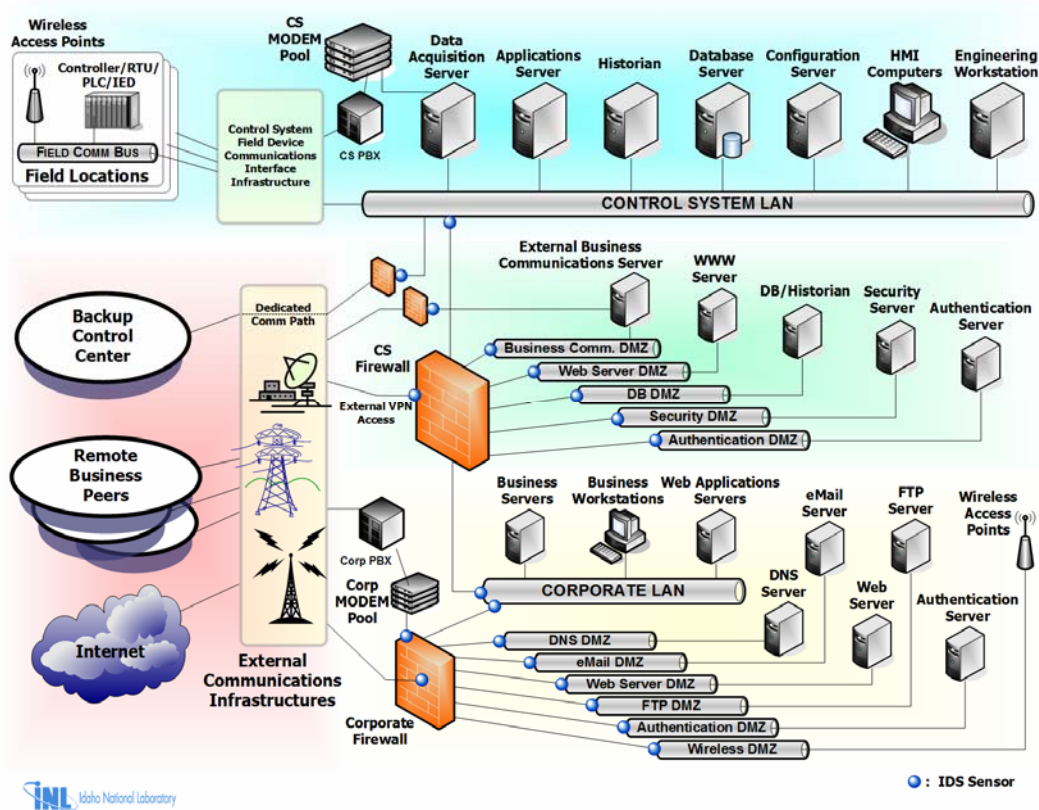 Wireless
Access Points
Controller/RTU/
PLC/IED
FIELD COMM BUS
Field Locations
CS
MODEM
Pool
CS PBX
Control System
Field Device
Communications
Interface
Infrastructure
Data
Acquisition
Server
Applications
Server
Historian
Database
Server
Configuration
Server
HMI
Computers
Engineering
Workstation
CONTROL SYSTEM LAN
External Business
Communications Server
WWW
Server
DB/Historian
Security
Server
Authentication
Server
Backup
Control
Center
Dedicated
Comm Path
CS
Firewall
External VPN
Access
Business Comm. DMZ
Web Server DMZ
DB DMZ
Security DMZ
Authentication DMZ
Remote
Business
Peers
Internet
External
Communications
Infrastructures
Corp PBX
Corp
MODEM
Pool
Corporate
Firewall
Business
Servers
Business
Workstations
Web Applications
Servers
eMail
Server
FTP
Server
Wireless
Access
Points
CORPORATE LAN
DNS
Server
Web
Server
Authentication
Server
DNS DMZ
eMail DMZ
Web Server DMZ
FTP DMZ
Authentication DMZ
Wireless DMZ
: IDS Sensor
INL Idaho National Laboratory